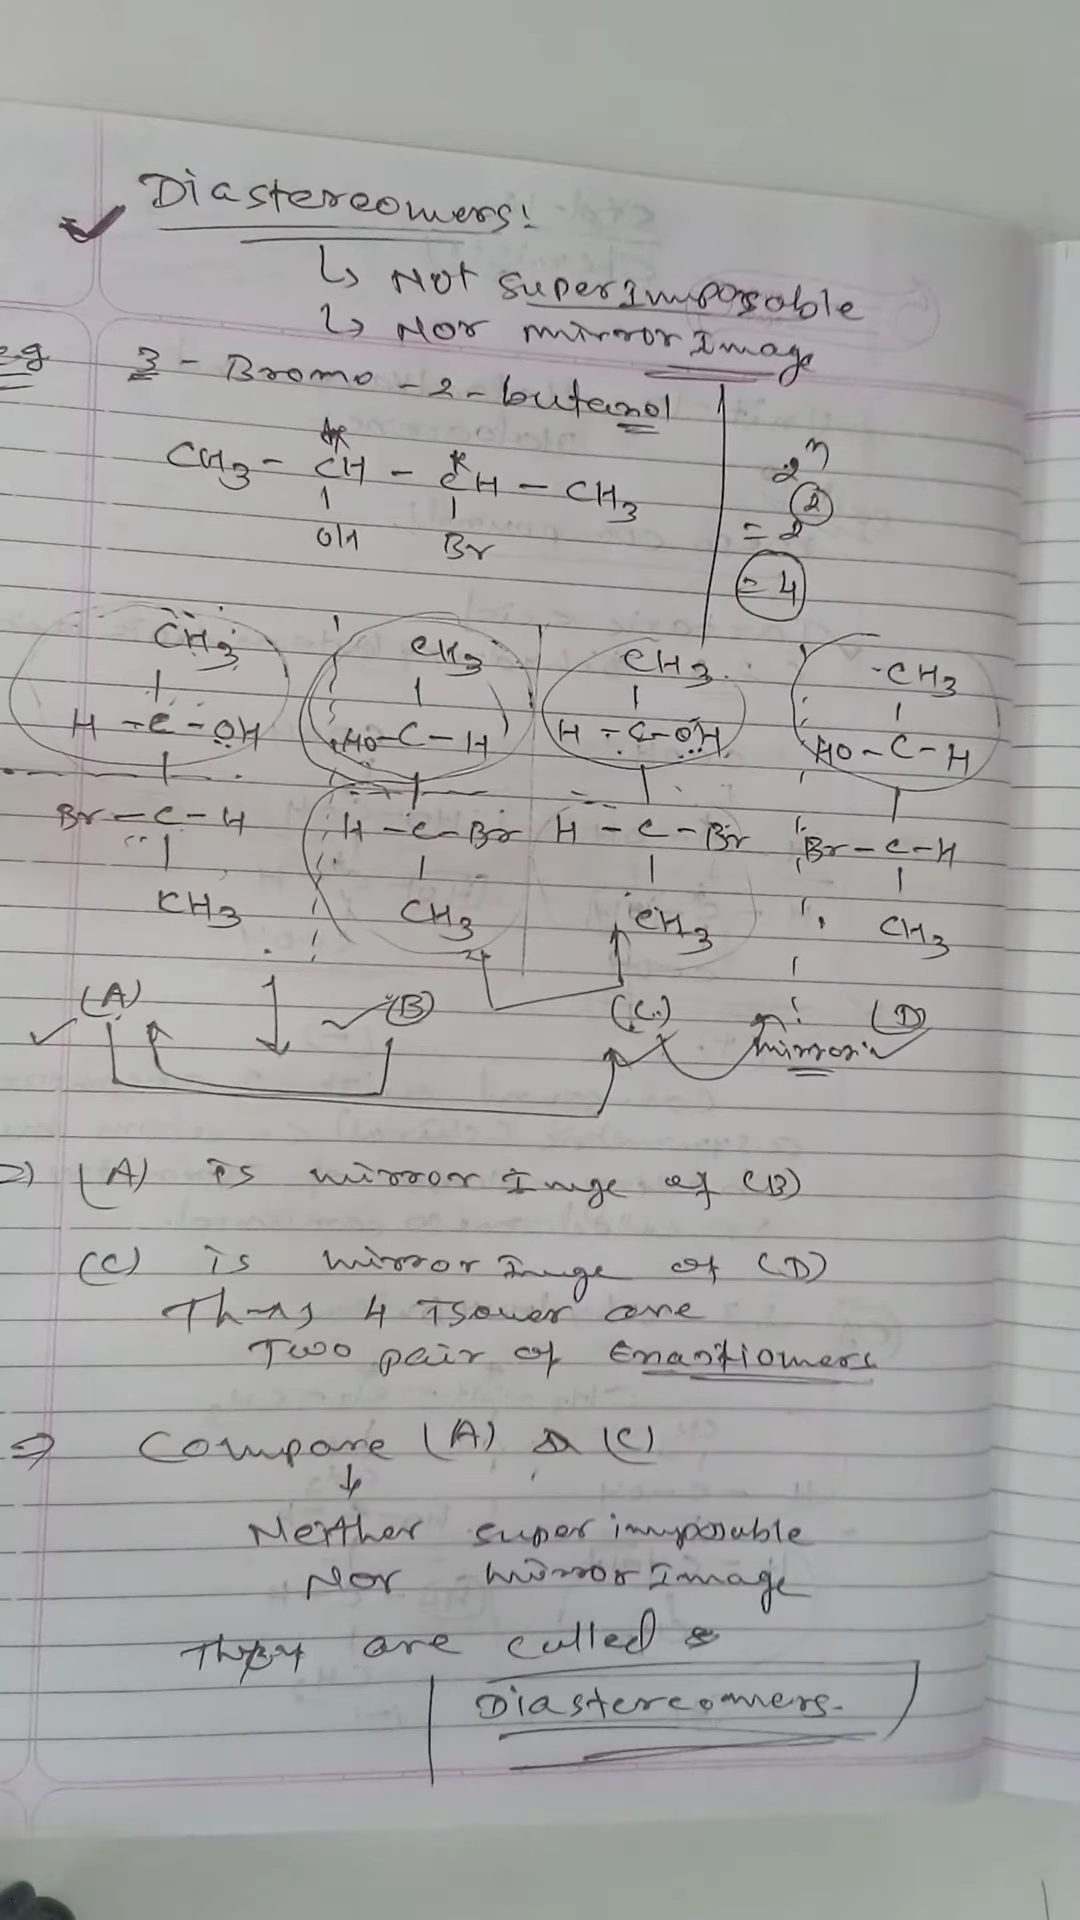 Diastereomers:
↳ Not superimposable
↳ Nor mirror Image
eg 3 - Bromo - 2 - butanol
CH3 - *CH - *CH - CH3
OH Br
2^n
= 2^2
= 4
CH3 CH3 CH3 CH3
H - C - OH HO - C - H H - C - OH HO - C - H
Br - C - H H - C - Br H - C - Br Br - C - H
CH3 CH3 CH3 CH3
(A) (B) (C) (D)
mirror
2) (A) is mirror Imge of (B)
(C) is mirror Imge of (D)
4 Isomer are
Two pair of Enantiomers
⇒ Compare (A) & (C)
Neither superimposable
Nor mirror Image
They are called
Diastereomers.